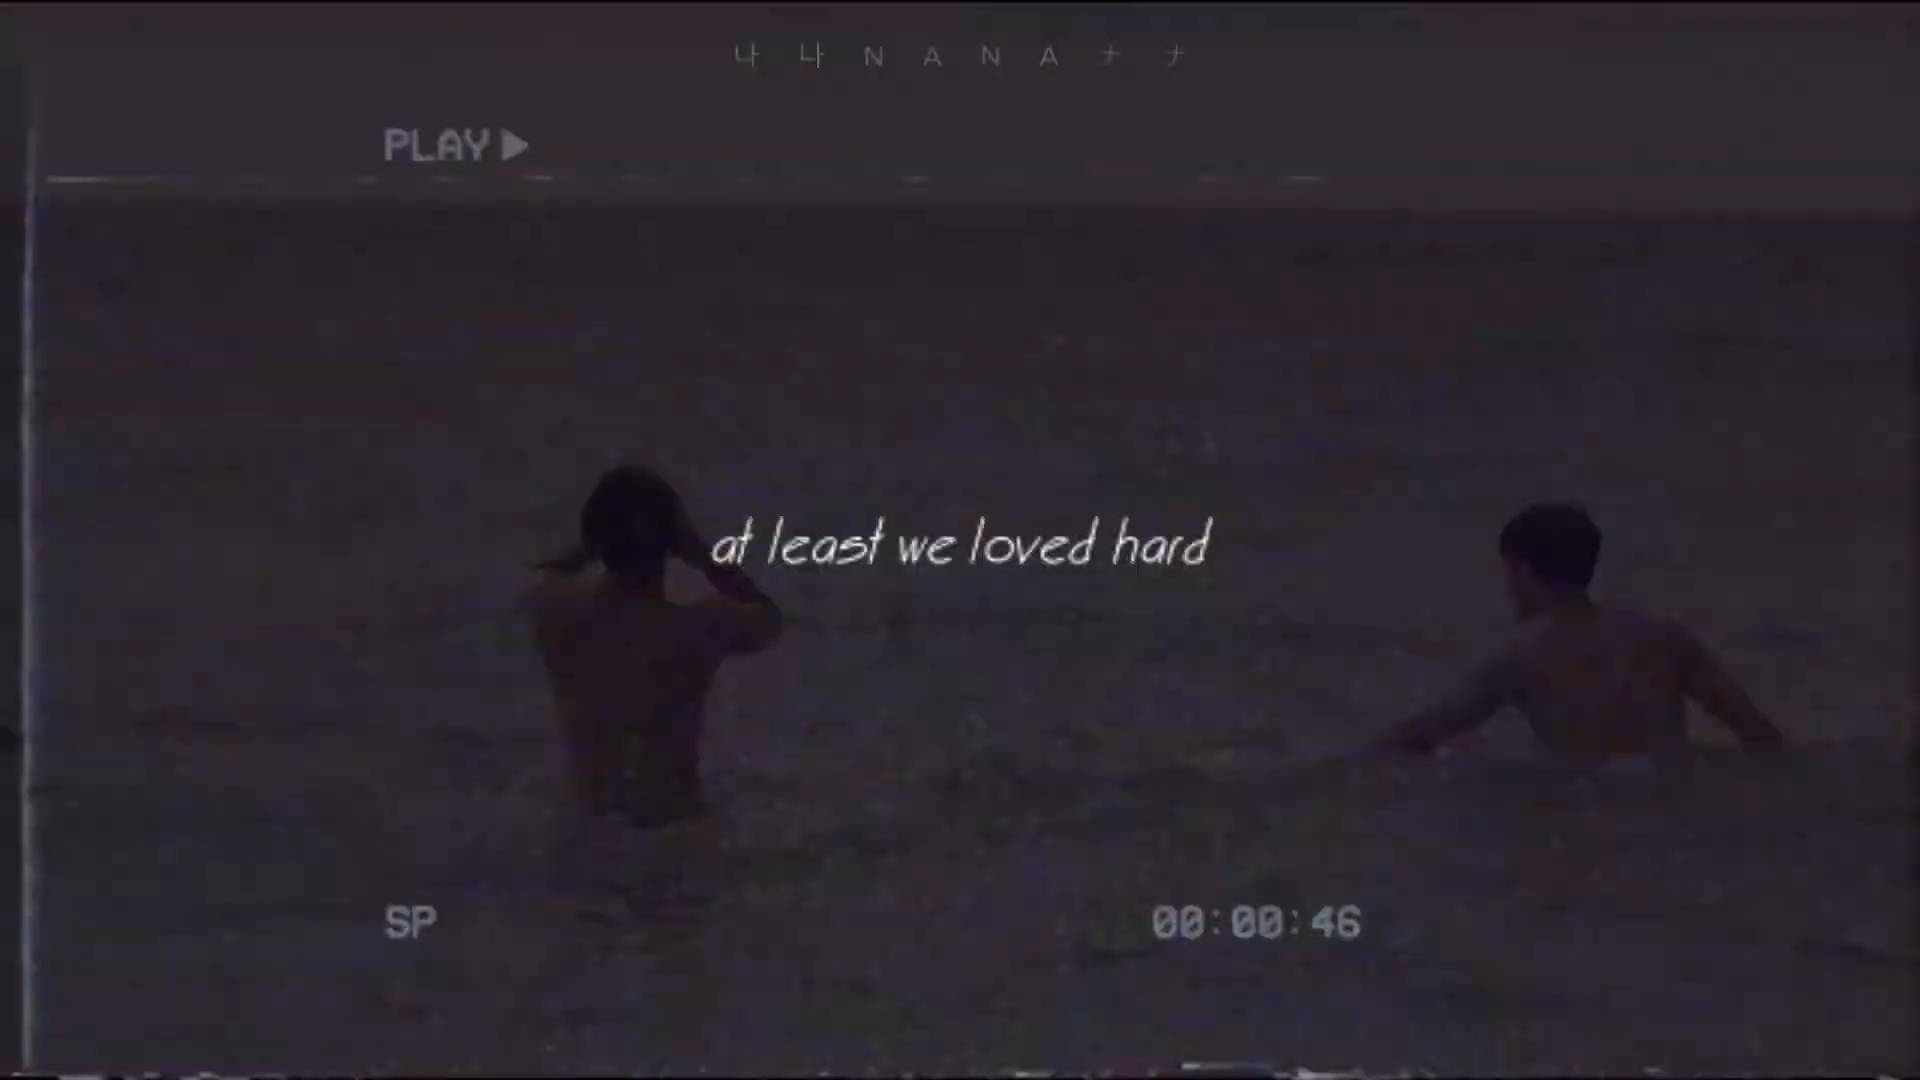 나 나 N A N A ナ ナ
PLAY ▶
at least we loved hard
SP
00:00:46